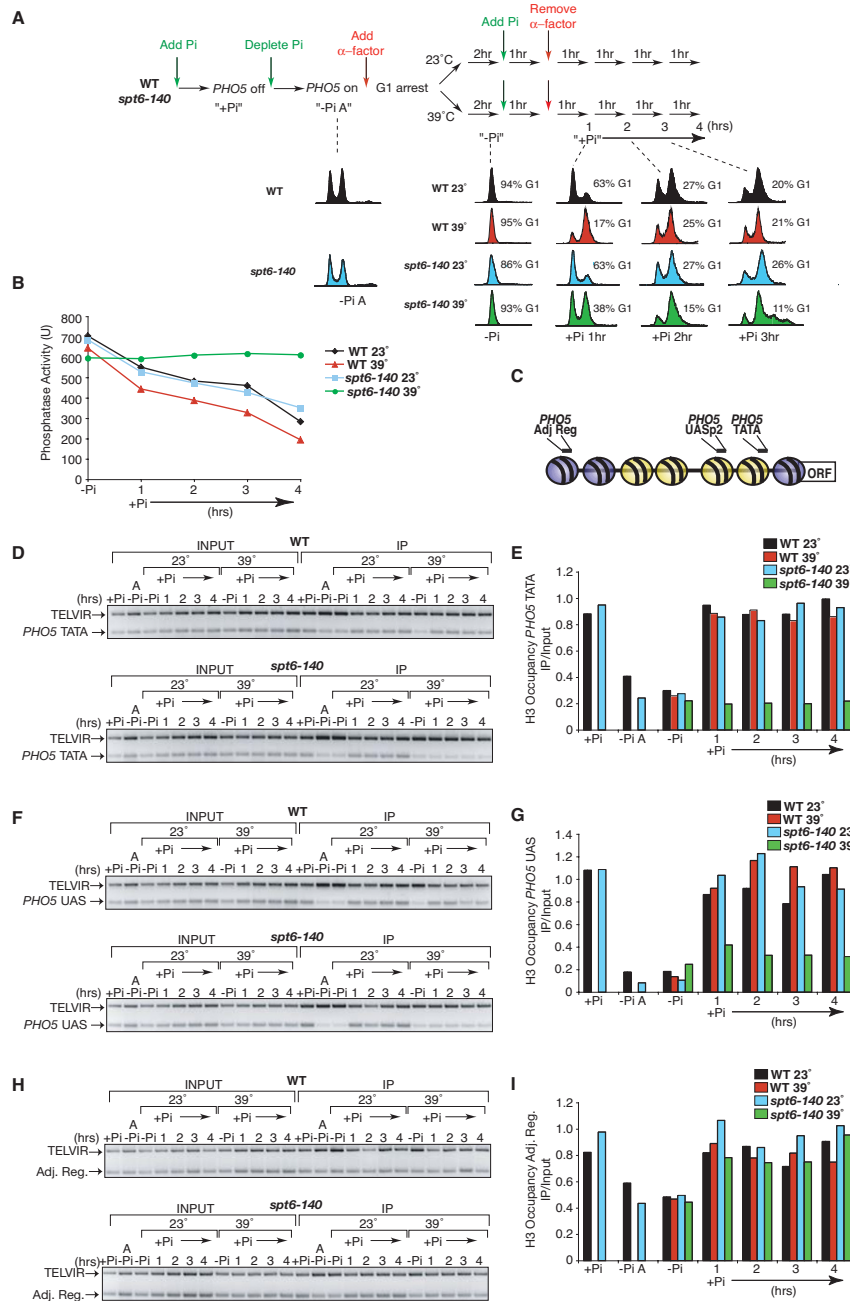 A
Add Pi
Deplete Pi
Add
α−factor
Add Pi
Remove
α−factor
23˚C
2hr 1hr 1hr 1hr 1hr 1hr
WT
spt6-140
PHO5 off
PHO5 on
G1 arrest
"+Pi"
"-Pi A"
39˚C
2hr 1hr 1hr 1hr 1hr 1hr
"-Pi"
"+Pi"
1 2 3 4 (hrs)
WT
WT 23˚ 94% G1 63% G1 27% G1 20% G1
WT 39˚ 95% G1 17% G1 25% G1 21% G1
spt6-140
spt6-140 23˚ 86% G1 63% G1 27% G1 26% G1
spt6-140 39˚ 93% G1 38% G1 15% G1 11% G1
-Pi A
-Pi +Pi 1hr +Pi 2hr +Pi 3hr
B
Phosphatase Activity (U)
800
700
600
500
400
300
200
100
0
-Pi 1 2 3 4
+Pi
(hrs)
WT 23˚
WT 39˚
spt6-140 23˚
spt6-140 39˚
C
PHO5
Adj Reg
PHO5
UASp2
PHO5
TATA
ORF
D
WT
INPUT IP
+Pi +Pi +Pi +Pi
23˚ 39˚ 23˚ 39˚
A A
(hrs) +Pi -Pi -Pi 1 2 3 4 -Pi 1 2 3 4 +Pi -Pi -Pi 1 2 3 4 -Pi 1 2 3 4
TELVIR
PHO5 TATA
spt6-140
INPUT IP
23˚ 39˚ 23˚ 39˚
+Pi +Pi +Pi +Pi
A A
(hrs) +Pi -Pi -Pi 1 2 3 4 -Pi 1 2 3 4 +Pi -Pi -Pi 1 2 3 4 -Pi 1 2 3 4
TELVIR
PHO5 TATA
E
WT 23˚
WT 39˚
spt6-140 23
spt6-140 39
H3 Occupancy PHO5 TATA
IP/Input
1.2
1.0
0.8
0.6
0.4
0.2
0
+Pi -Pi A -Pi 1 2 3 4
+Pi
(hrs)
F
WT
INPUT IP
23˚ 39˚ 23˚ 39˚
+Pi +Pi +Pi +Pi
A A
(hrs) +Pi -Pi -Pi 1 2 3 4 -Pi 1 2 3 4 +Pi -Pi -Pi 1 2 3 4 -Pi 1 2 3 4
TELVIR
PHO5 UAS
spt6-140
INPUT IP
23˚ 39˚ 23˚ 39˚
+Pi +Pi +Pi +Pi
A A
(hrs) +Pi -Pi -Pi 1 2 3 4 -Pi 1 2 3 4 +Pi -Pi -Pi 1 2 3 4 -Pi 1 2 3 4
TELVIR
PHO5 UAS
G
WT 23˚
WT 39˚
spt6-140 23
spt6-140 39
H3 Occupancy PHO5 UAS
IP/Input
1.4
1.2
1.0
0.8
0.6
0.4
0.2
0
+Pi -Pi A -Pi 1 2 3 4
+Pi
(hrs)
H
WT
INPUT IP
39˚ 39˚
23˚ 23˚
+Pi +Pi +Pi +Pi
A A
(hrs) +Pi -Pi -Pi 1 2 3 4 -Pi 1 2 3 4 +Pi -Pi -Pi 1 2 3 4 -Pi 1 2 3 4
TELVIR
Adj. Reg.
spt6-140
INPUT IP
23˚ 39˚ 23˚ 39˚
+Pi +Pi +Pi +Pi
A A
(hrs) +Pi -Pi -Pi 1 2 3 4 -Pi 1 2 3 4 +Pi -Pi -Pi 1 2 3 4 -Pi 1 2 3 4
TELVIR
Adj. Reg.
I
WT 23˚
WT 39˚
spt6-140 23˚
spt6-140 39˚
H3 Occupancy Adj. Reg.
IP/Input
1.2
1.0
0.8
0.6
0.4
0.2
0
+Pi -Pi A -Pi 1 2 3 4
+Pi
(hrs)